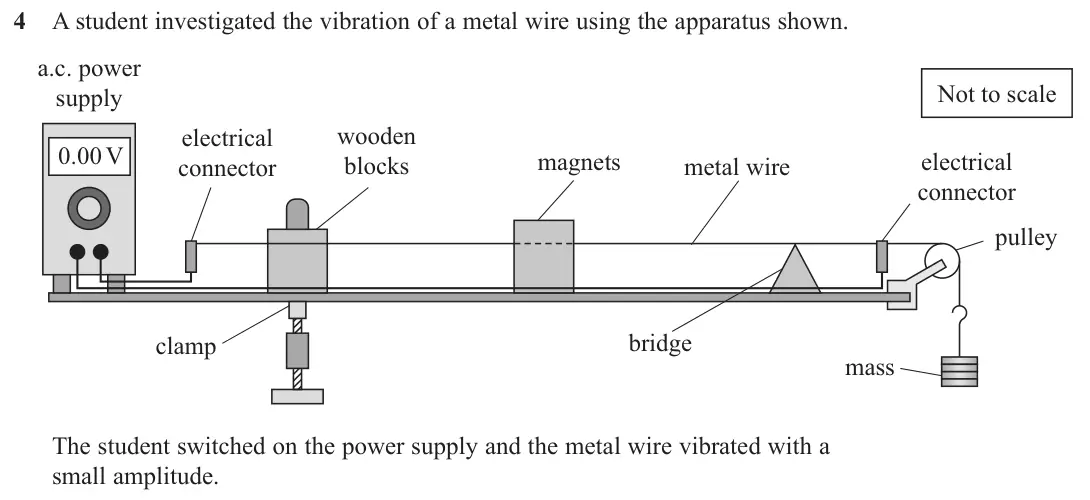 4 A student investigated the vibration of a metal wire using the apparatus shown.
a.c. power
supply
Not to scale
0.00 V
electrical
connector
wooden
blocks
magnets
metal wire
electrical
connector
pulley
clamp
bridge
mass
The student switched on the power supply and the metal wire vibrated with a
small amplitude.